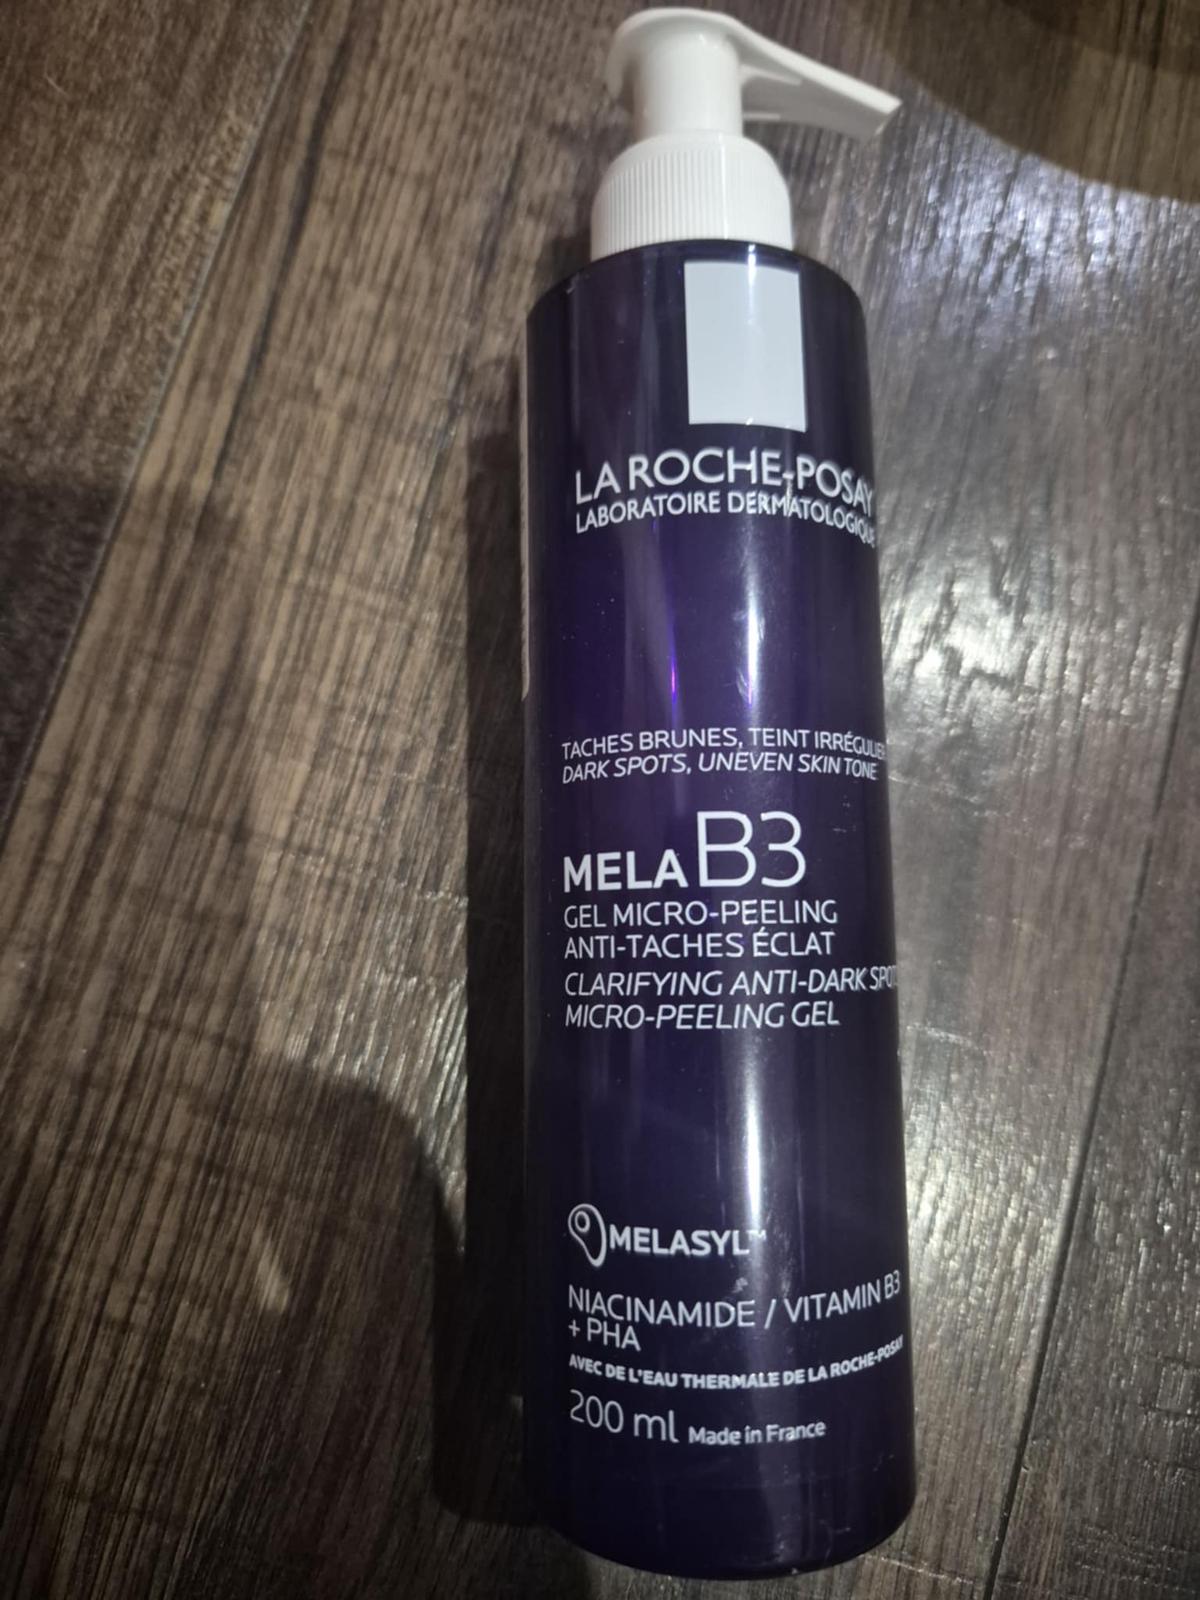 LA ROCHE-POSAY
LABORATOIRE DERMATOLOGIQUE
TACHES BRUNES, TEINT IRRÉGULIER
DARK SPOTS, UNEVEN SKIN TONE
MELA B3
GEL MICRO-PEELING
ANTI-TACHES ÉCLAT
CLARIFYING ANTI-DARK SPOT
MICRO-PEELING GEL
MELASYL™
NIACINAMIDE / VITAMIN B3
+ PHA
AVEC DE L'EAU THERMALE DE LA ROCHE-POSAY
200 ml Made in France